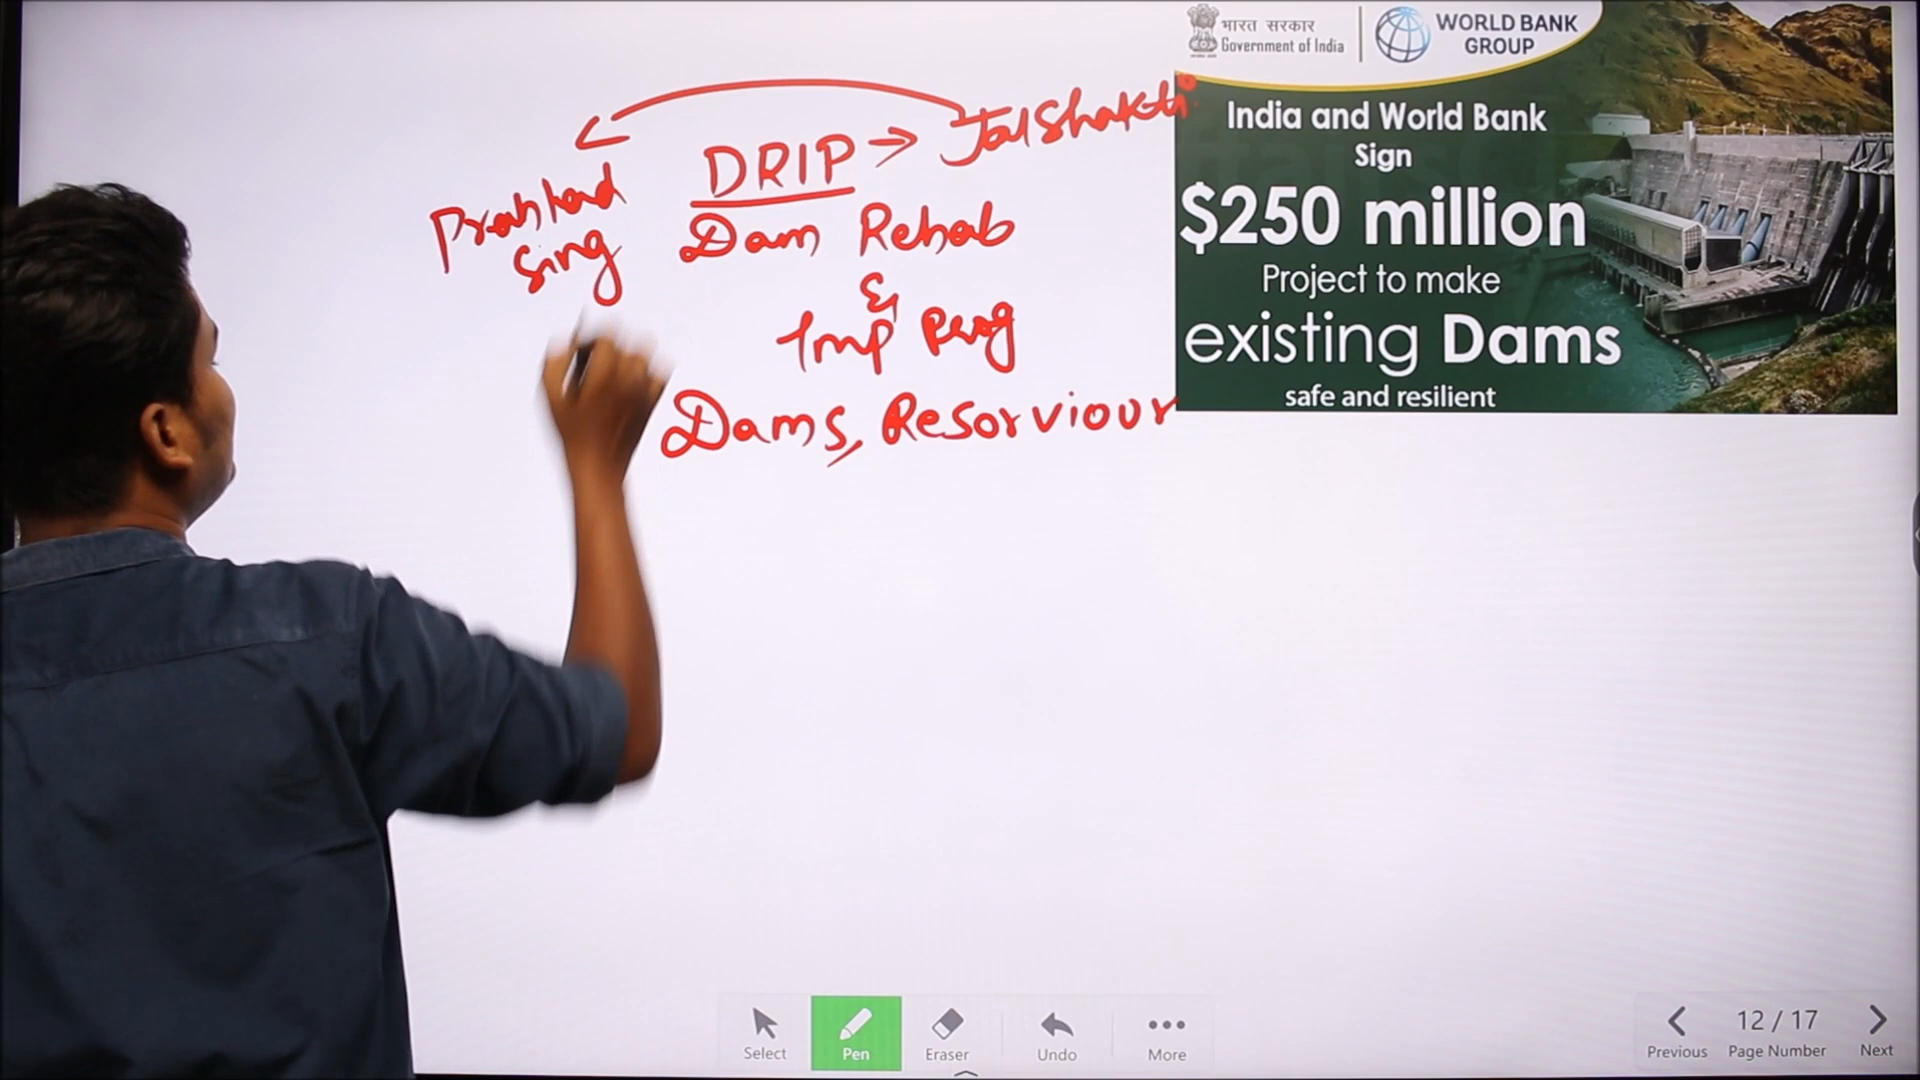 भारत सरकार
Government of India
WORLD BANK
GROUP
India and World Bank
Sign
$250 million
Project to make
existing Dams
safe and resilient
DRIP → Jal Shakti
Prahlad
Sing
Dam Rehab
&
Imp Prog
Dams, Resorviour
Select
Pen
Eraser
Undo
More
12 / 17
Previous
Page Number
Next